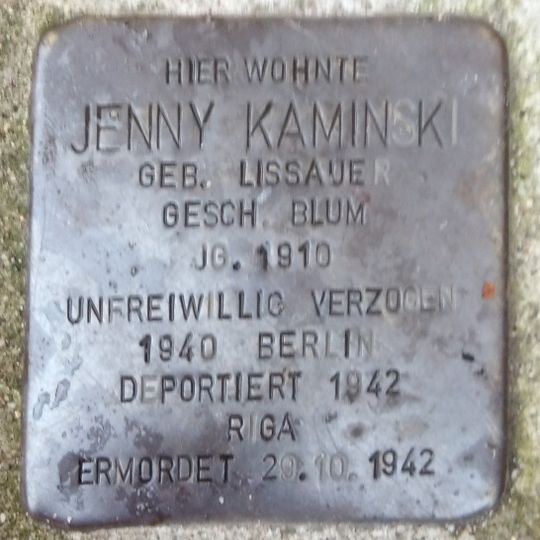 HIER WOHNTE
JENNY KAMINSKI
GEB. LISSAUER
GESCH. BLUM
JG. 1910
UNFREIWILLIG VERZOGEN
1940 BERLIN
DEPORTIERT 1942
RIGA
ERMORDET 29.10.1942